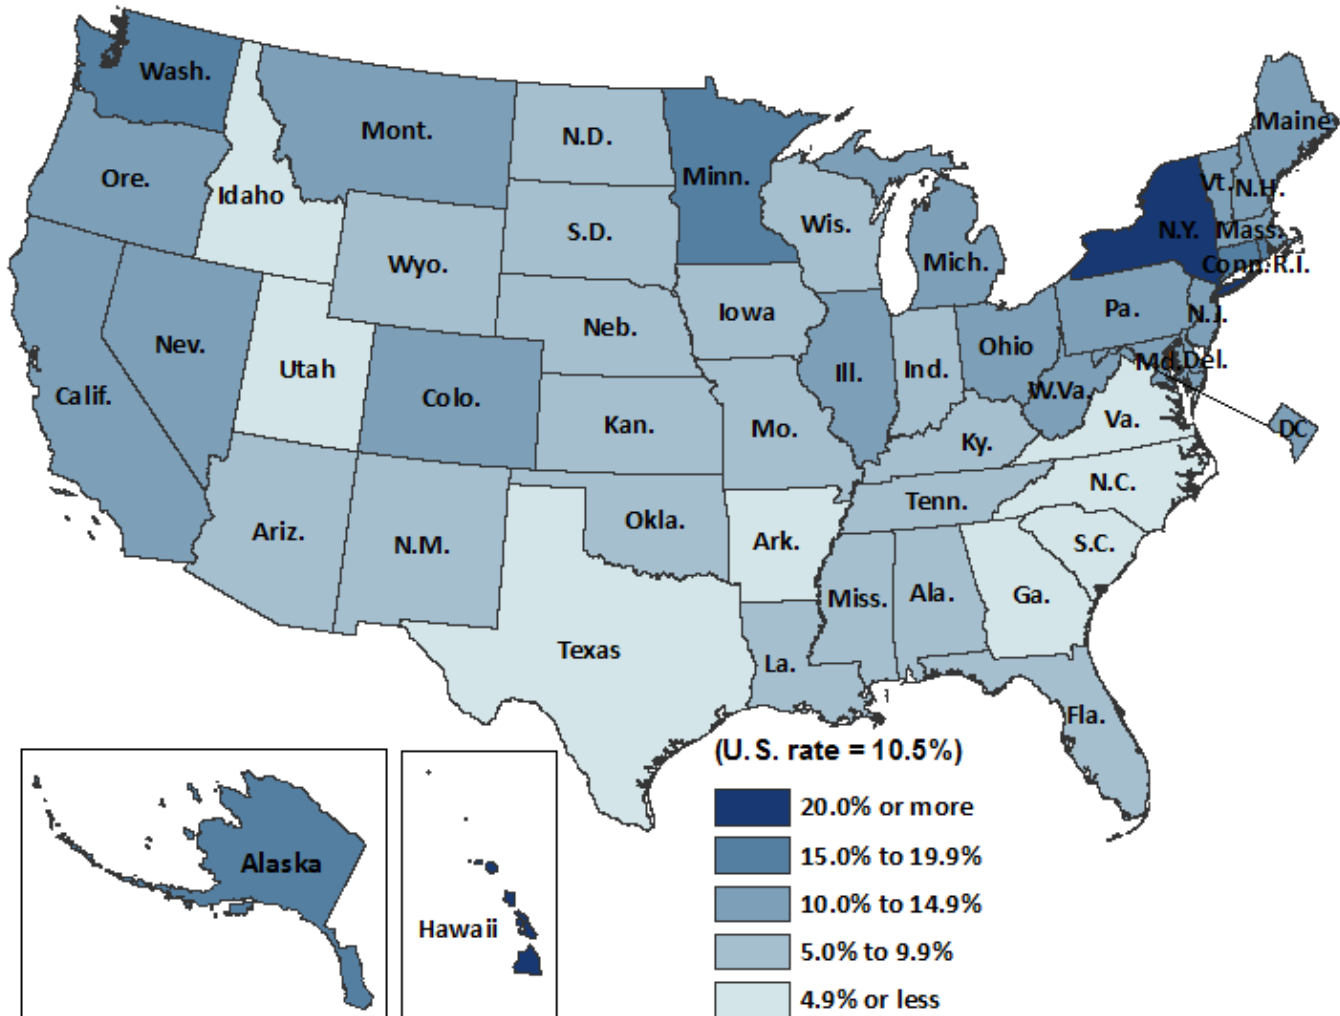 Wash.
Mont.
N.D.
Minn.
Maine
Ore.
Idaho
S.D.
Wis.
Vt.
N.H.
N.Y.
Mass.
Wyo.
Mich.
Conn.
R.I.
Iowa
Pa.
N.J.
Neb.
Nev.
Utah
Ohio
Md.
Del.
Ill.
Ind.
Calif.
Colo.
W.Va.
Kan.
Mo.
Ky.
Va.
DC
N.C.
Tenn.
Ariz.
N.M.
Okla.
Ark.
S.C.
Miss.
Ala.
Ga.
Texas
La.
Fla.
(U.S. rate = 10.5%)
20.0% or more
15.0% to 19.9%
10.0% to 14.9%
5.0% to 9.9%
4.9% or less
Alaska
Hawaii